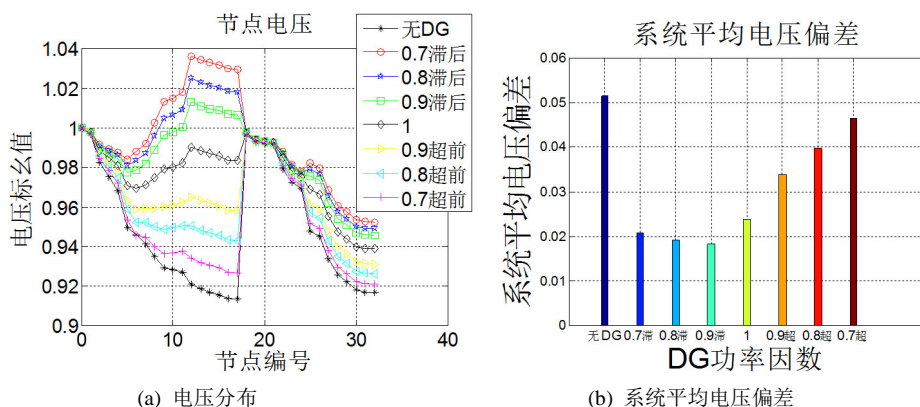 节点电压
1.04
1.02
1
0.98
0.96
0.94
0.92
0.9
0
10
20
30
40
电压标幺值
节点编号
无DG
0.7滞后
0.8滞后
0.9滞后
1
0.9超前
0.8超前
0.7超前
(a) 电压分布
系统平均电压偏差
0.06
0.05
0.04
0.03
0.02
0.01
0
系统平均电压偏差
无 DG 0.7滞 0.8滞 0.9滞 1 0.9超 0.8超 0.7超
DG功率因数
(b) 系统平均电压偏差